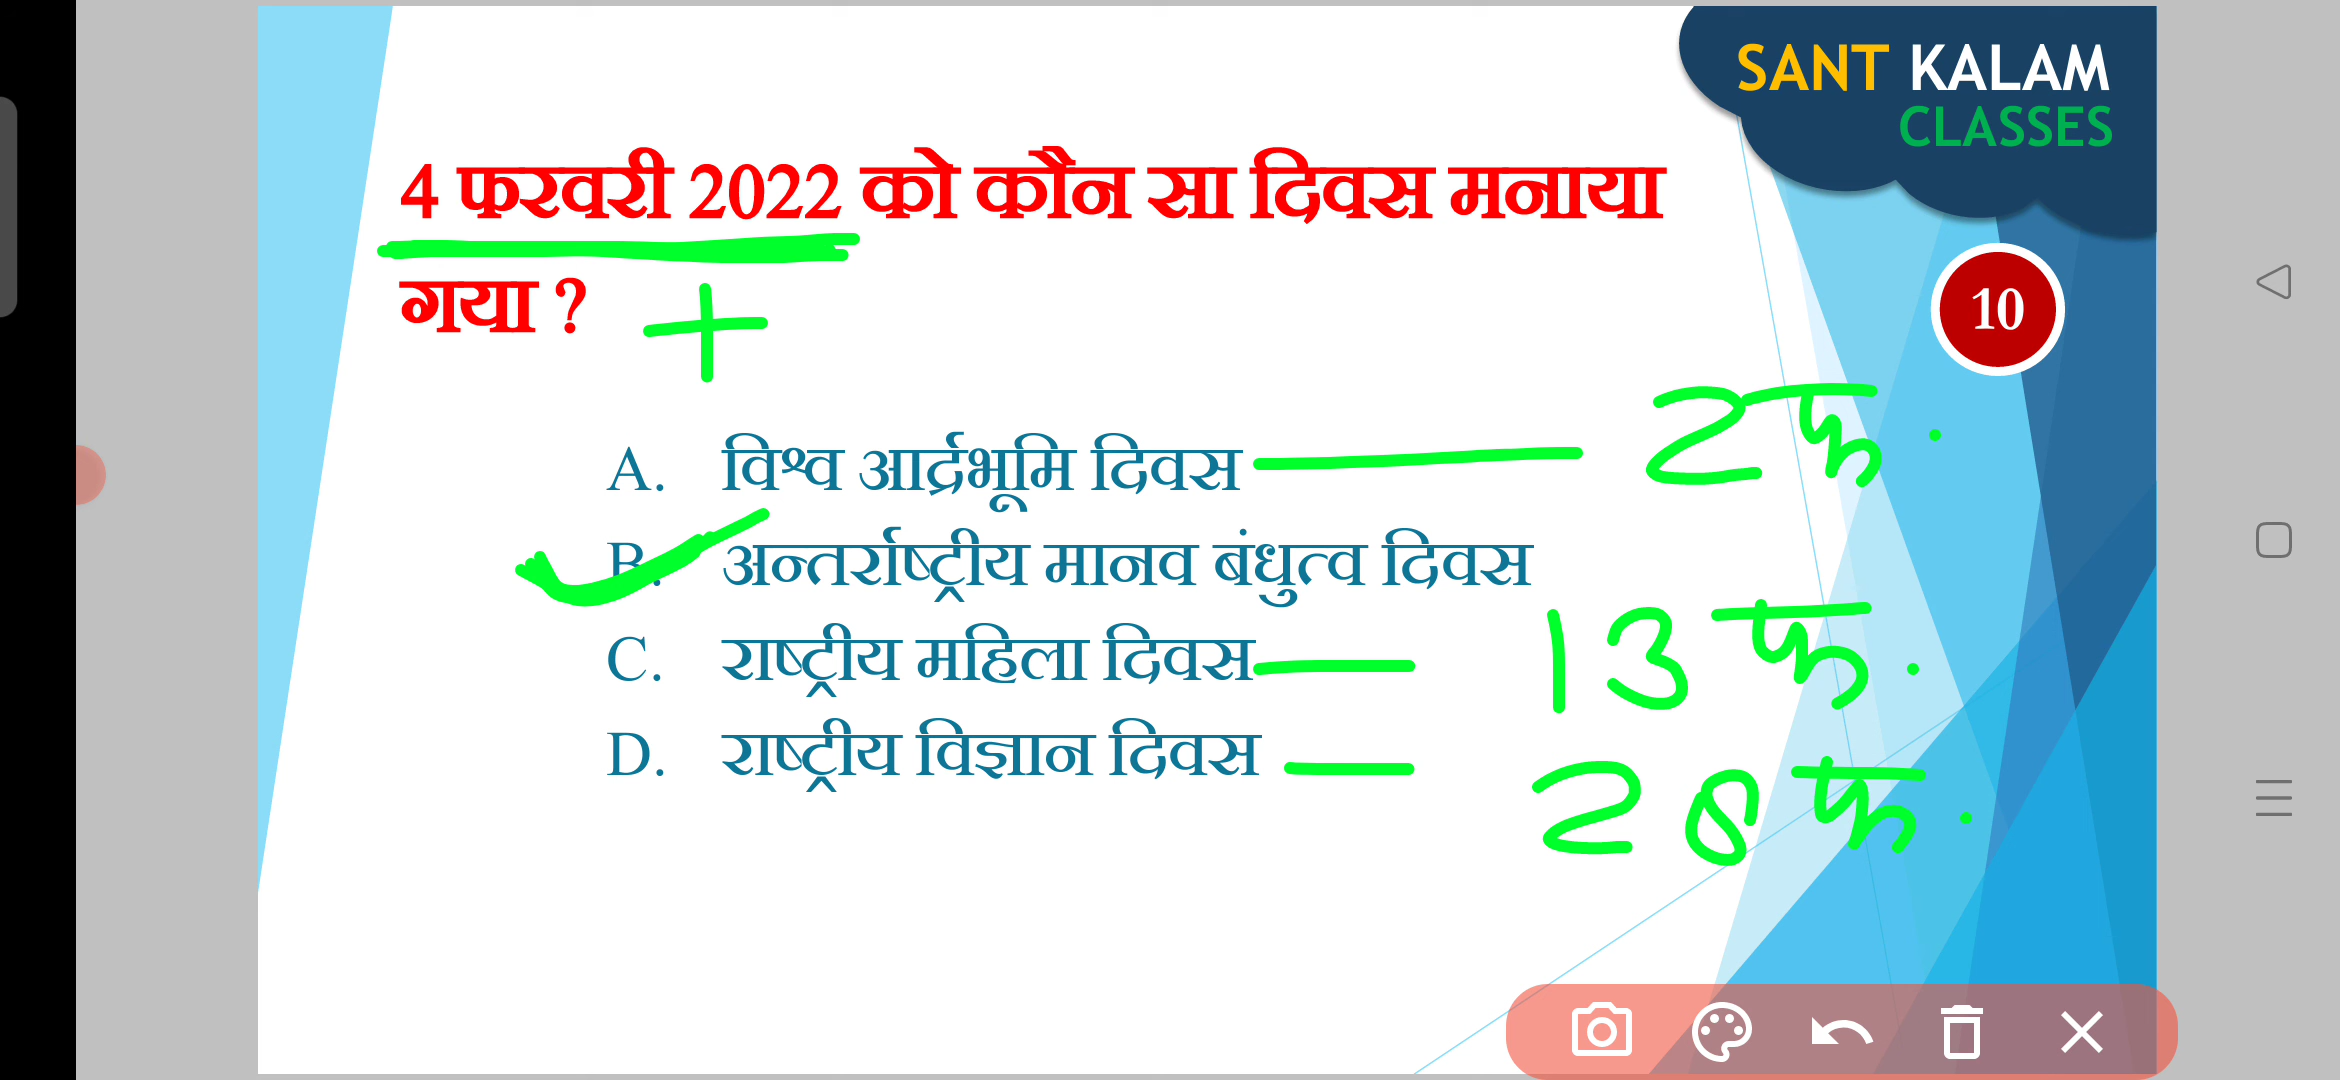 SANT KALAM
CLASSES
4 फरवरी 2022 को कौन सा दिवस मनाया
गया ?
10
A. विश्व आर्द्रभूमि दिवस — 2 फ.
B. अन्तर्राष्ट्रीय मानव बंधुत्व दिवस
C. राष्ट्रीय महिला दिवस — 13 फ.
D. राष्ट्रीय विज्ञान दिवस — 28 फ.